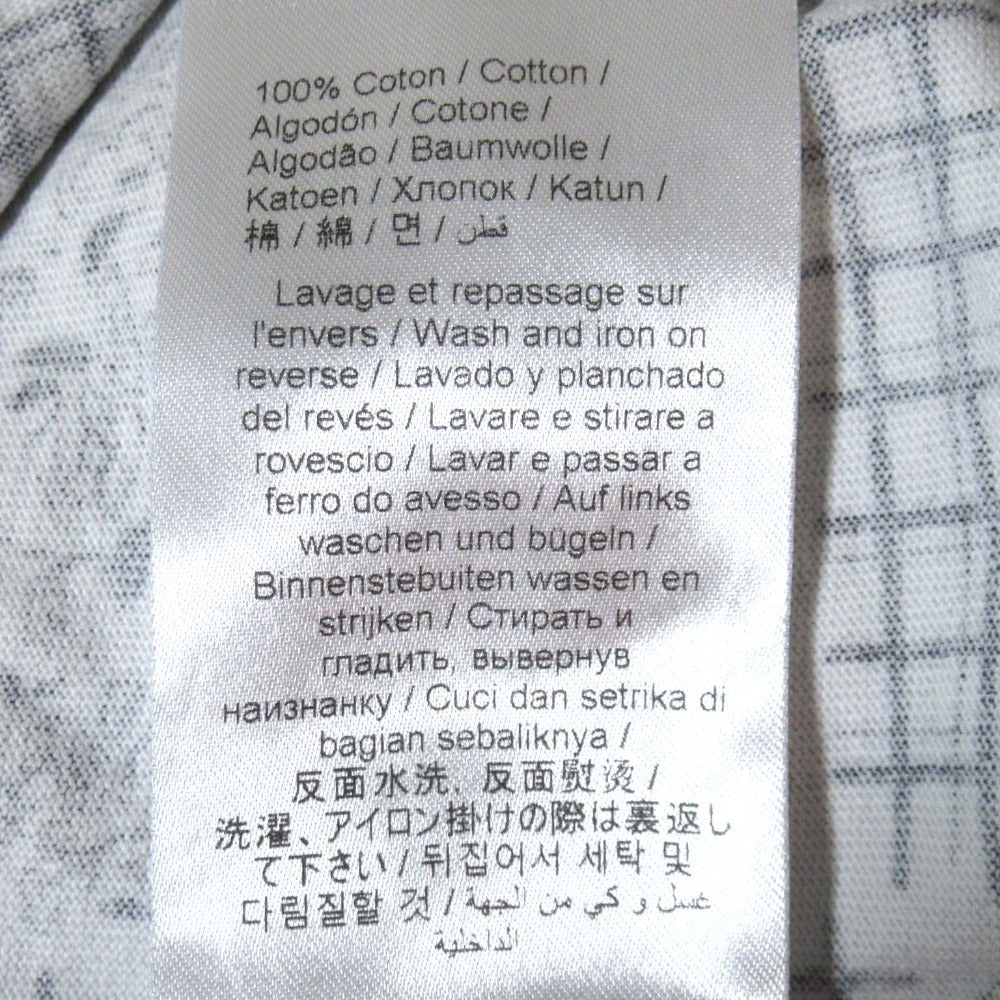 100% Coton / Cotton /
Algodón / Cotone /
Algodão / Baumwolle /
Katoen / Хлопок / Katun /
棉 / 綿 / 면 / قطن
Lavage et repassage sur
l'envers / Wash and iron on
reverse / Lavado y planchado
del revés / Lavare e stirare a
rovescio / Lavar e passar a
ferro do avesso / Auf links
waschen und bügeln /
Binnenstebuiten wassen en
strijken / Стирать и
гладить, вывернув
наизнанку / Cuci dan setrika di
bagian sebaliknya /
反面水洗, 反面熨烫 /
洗濯、アイロン掛けの際は裏返し
て下さい / 뒤집어서 세탁 및
다림질할 것 / غسل و كي من الجهة
الداخلية